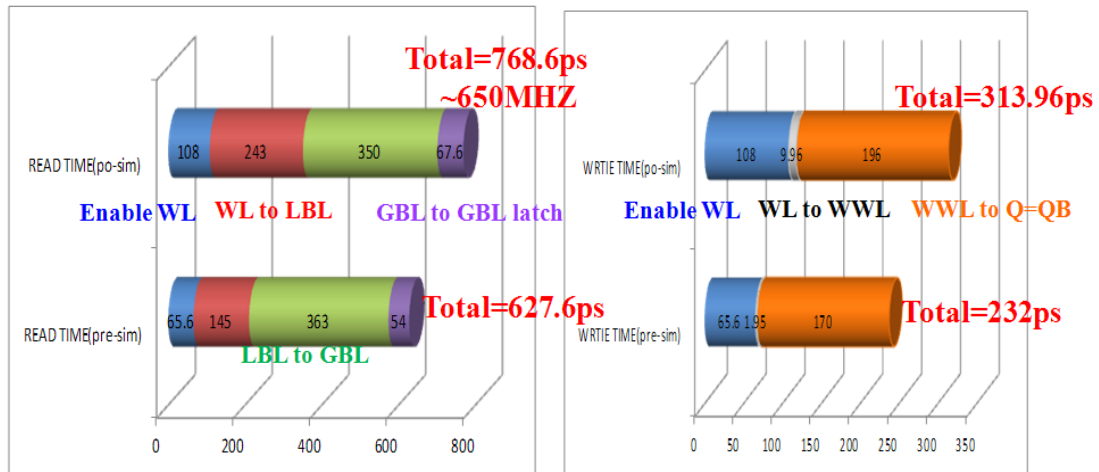 Total=768.6ps
~650MHZ
READ TIME(po-sim)
108 243 350 67.6
Enable WL WL to LBL GBL to GBL latch
READ TIME(pre-sim)
65.6 145 363 54
Total=627.6ps
LBL to GBL
0 200 400 600 800
Total=313.96ps
WRTIE TIME(po-sim)
108 9.96 196
Enable WL WL to WWL WWL to Q=QB
WRTIE TIME(pre-sim)
65.6 1.95 170
Total=232ps
0 50 100 150 200 250 300 350